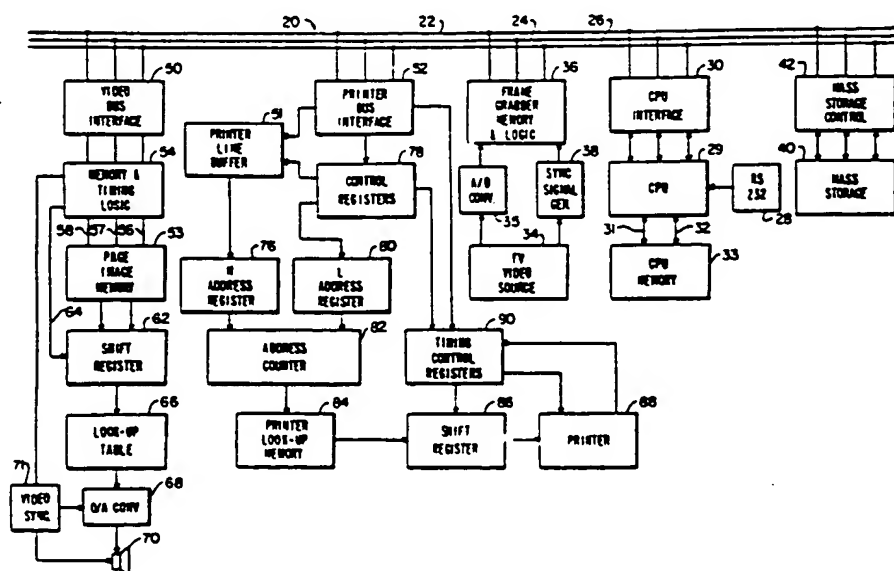 20 22 24 26
50
VIDEO
BUS
INTERFACE
52
PRINTER
BUS INTERFACE
36
FRAME
GRABBER
MEMORY
& LOGIC
30
CPU
INTERFACE
42
MASS
STORAGE
CONTROL
51
PRINTER
LINE
BUFFER
54
MEMORY &
TIMING
LOGIC
78
CONTROL
REGISTERS
A/D
CONV.
35
38
SYNC
SIGNAL
GER.
29
CPU
RS
232
28
40
MASS STORAGE
58 57 56 53
PAGE
IMAGE
MEMORY
76
ADDRESS
REGISTER
80
L
ADDRESS
REGISTER
34
TV
VIDEO
SOURCE
31 32
33
CPU
MEMORY
64
62
SHIFT
REGISTER
82
ADDRESS
COUNTER
90
TIMING
CONTROL
REGISTERS
66
LOOK-UP
TABLE
84
PRINTER
LOOK-UP
MEMORY
86
SHIFT
REGISTER
88
PRINTER
71
VIDEO
SYNC.
68
D/A CONV
70